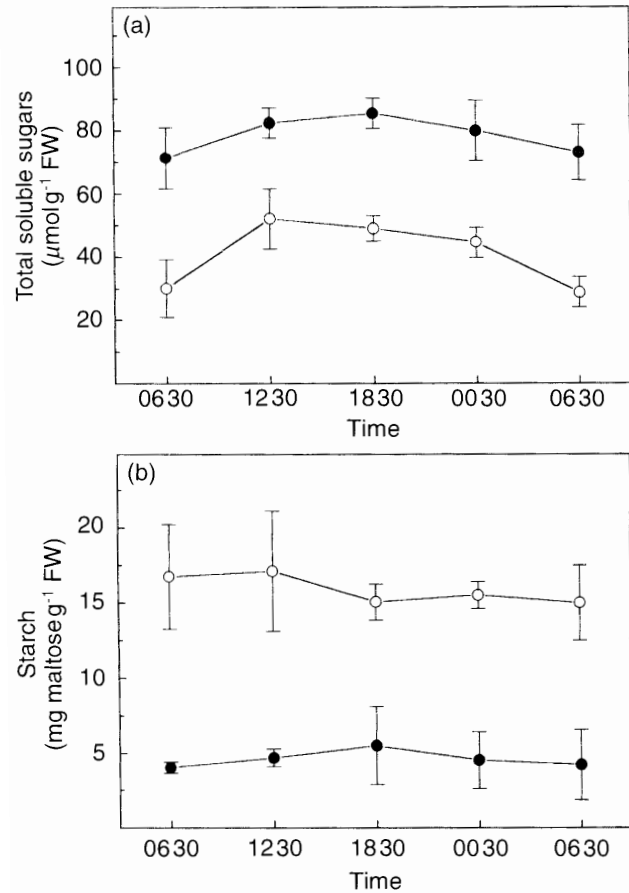 (a)
100
80
60
40
20
Total soluble sugars
(μmol g⁻¹ FW)
0630 1230 1830 0030 0630
Time
(b)
20
15
10
5
Starch
(mg maltose g⁻¹ FW)
0630 1230 1830 0030 0630
Time